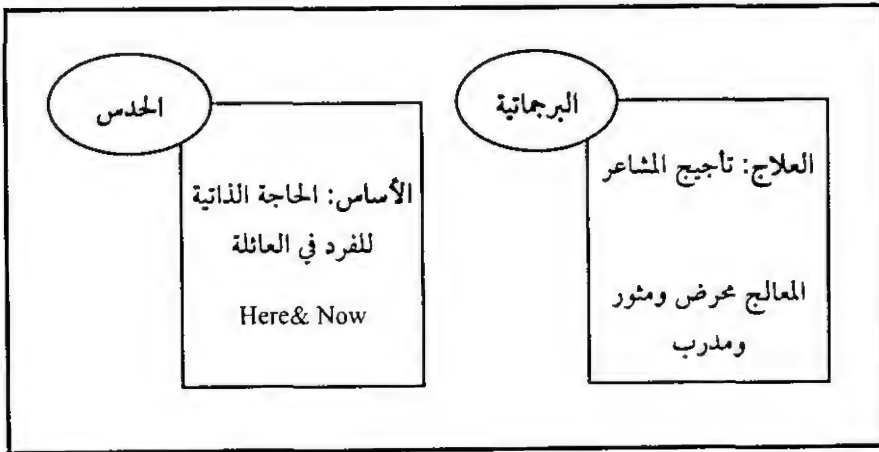 البرجماتية
العلاج: تأجيج المشاعر
المعالج محرض ومثور
ومدرب
الحدس
الأساس: الحاجة الذاتية
للفرد في العائلة
Here& Now